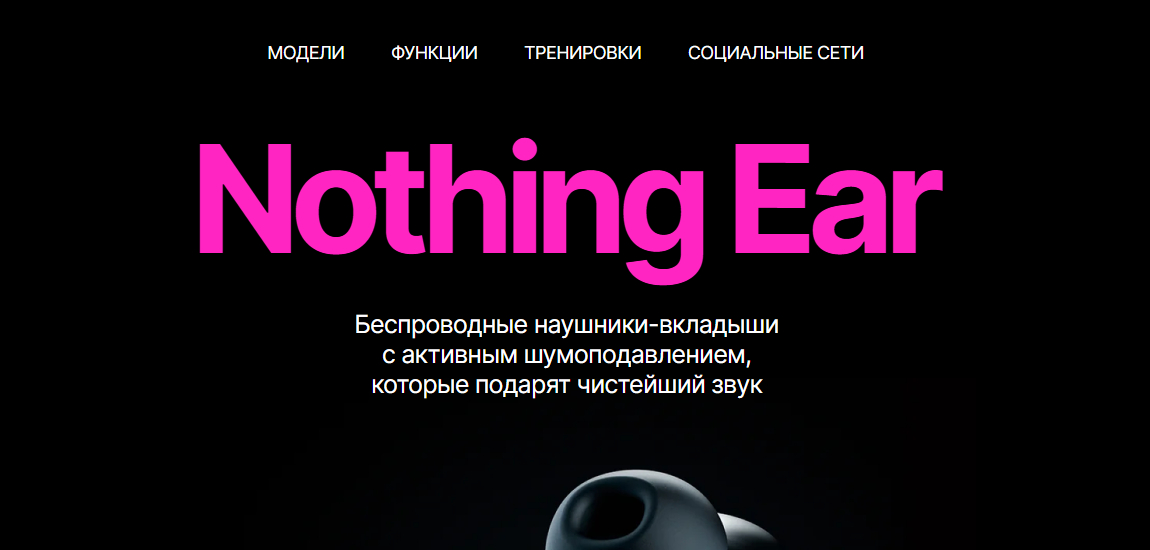 МОДЕЛИ ФУНКЦИИ ТРЕНИРОВКИ СОЦИАЛЬНЫЕ СЕТИ
Nothing Ear
Беспроводные наушники-вкладыши
с активным шумоподавлением,
которые подарят чистейший звук